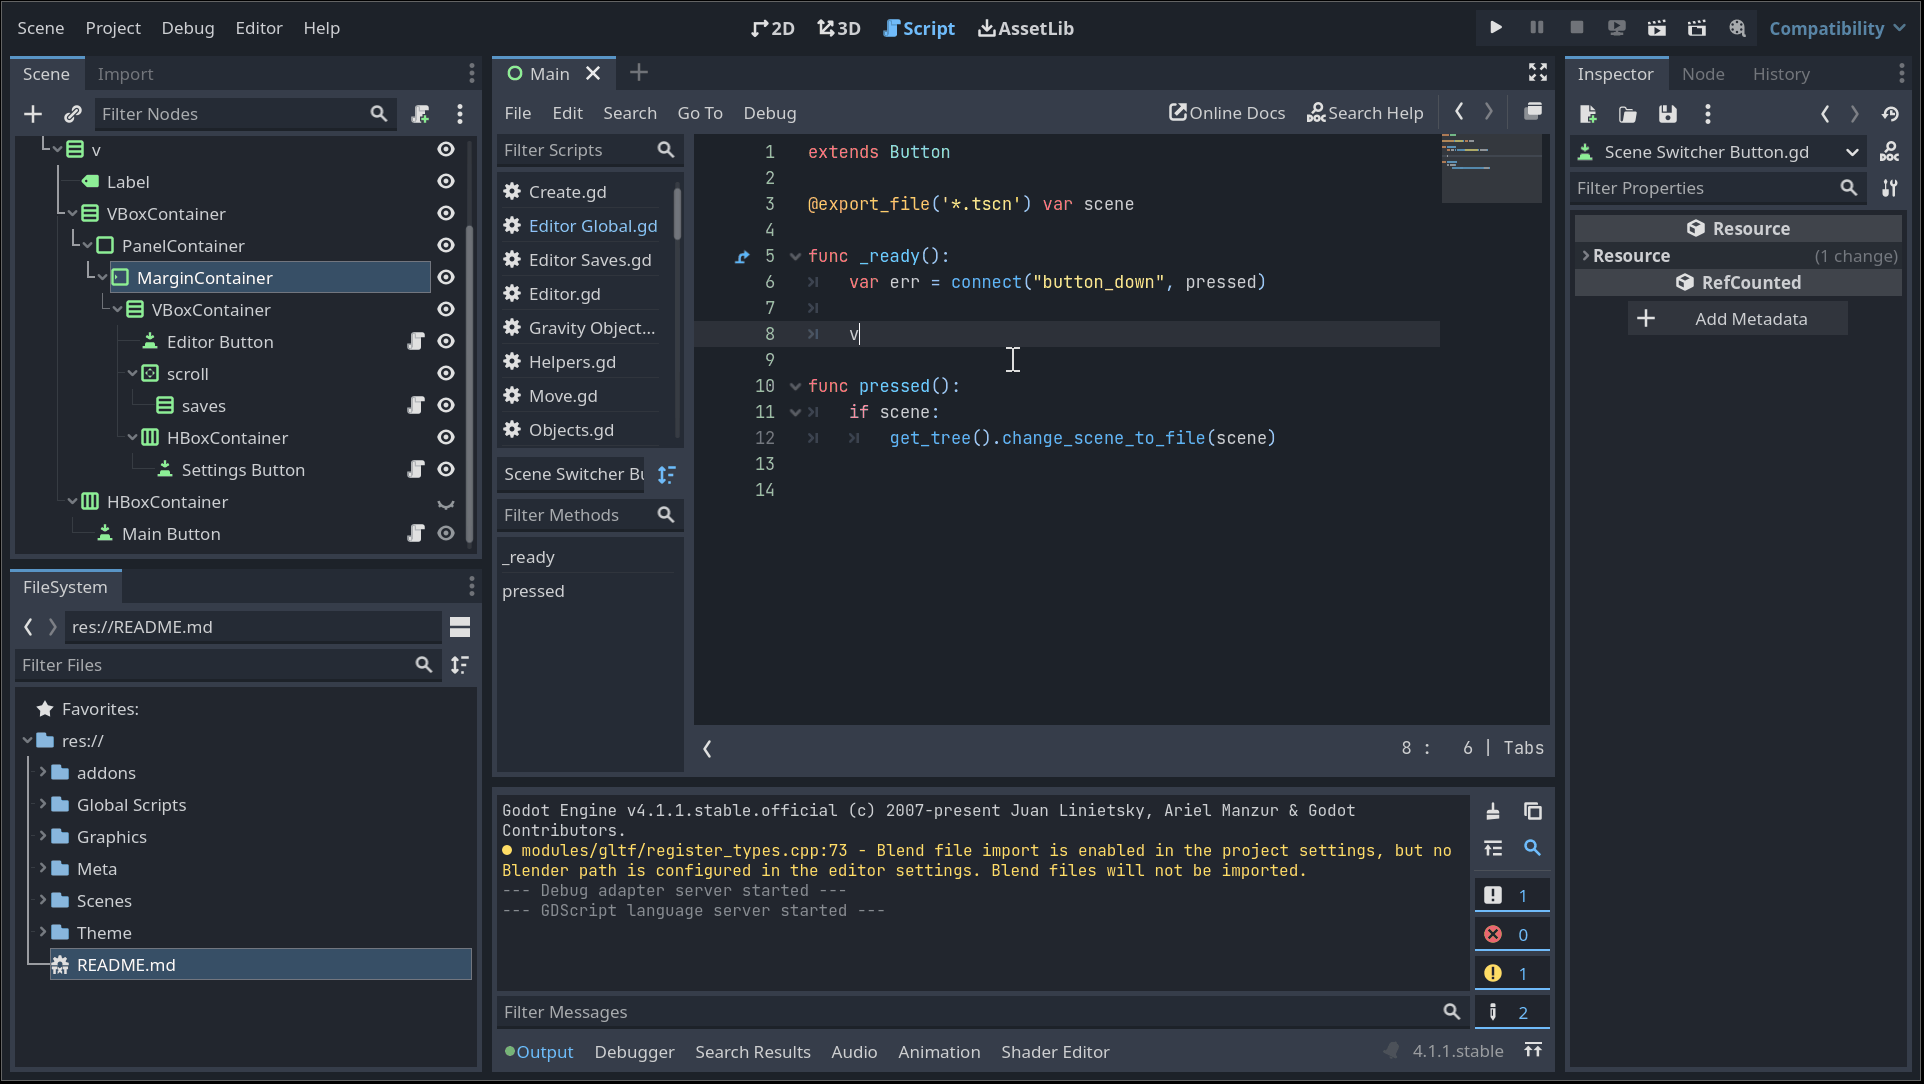 Scene Project Debug Editor Help
2D 3D Script AssetLib
Compatibility
Scene Import
Filter Nodes
v
Label
VBoxContainer
PanelContainer
MarginContainer
VBoxContainer
Editor Button
scroll
saves
HBoxContainer
Settings Button
HBoxContainer
Main Button
FileSystem
res://README.md
Filter Files
Favorites:
res://
addons
Global Scripts
Graphics
Meta
Scenes
Theme
README.md
Main
File Edit Search Go To Debug
Online Docs Search Help
Filter Scripts
Create.gd
Editor Global.gd
Editor Saves.gd
Editor.gd
Gravity Object...
Helpers.gd
Move.gd
Objects.gd
Scene Switcher Bu
Filter Methods
_ready
pressed
1 extends Button
2
3 @export_file('*.tscn') var scene
4
5 func _ready():
6 var err = connect("button_down", pressed)
7
8 v
9
10 func pressed():
11 if scene:
12 get_tree().change_scene_to_file(scene)
13
14
8 : 6 | Tabs
Godot Engine v4.1.1.stable.official (c) 2007-present Juan Linietsky, Ariel Manzur & Godot
Contributors.
modules/gltf/register_types.cpp:73 - Blend file import is enabled in the project settings, but no
Blender path is configured in the editor settings. Blend files will not be imported.
--- Debug adapter server started ---
--- GDScript language server started ---
1
0
1
2
Filter Messages
Output Debugger Search Results Audio Animation Shader Editor
4.1.1.stable
Inspector Node History
Scene Switcher Button.gd
DOC
Filter Properties
Resource
Resource (1 change)
RefCounted
Add Metadata